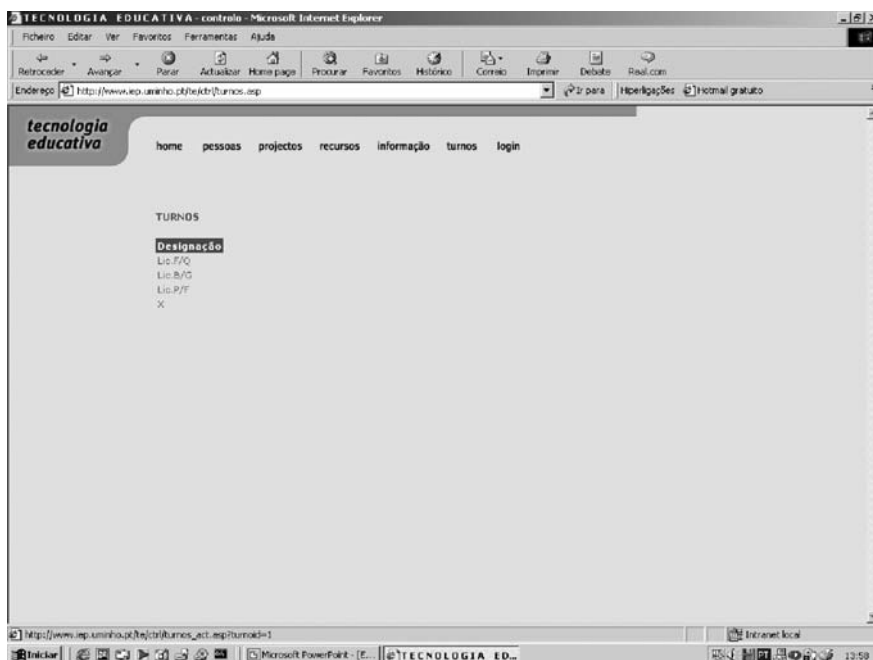 TECNOLOGIA EDUCATIVA - controlo - Microsoft Internet Explorer
Ficheiro Editar Ver Favoritos Ferramentas Ajuda
Retroceder Avançar Parar Actualizar Home page Procurar Favoritos Histórico Correio Imprimir Debate Real.com
Endereço http://www.iep.uminho.pt/te/ctrl/turnos.asp Ir para Hiperligações Hotmail gratuito
tecnologia
educativa
home pessoas projectos recursos informação turnos login
TURNOS
Designação
Lic.F/Q
Lic.B/G
Lic.P/F
X
http://www.iep.uminho.pt/te/ctrl/turnos_act.asp?turnoid=1 Intranet local
Iniciar Microsoft PowerPoint - [E... TECNOLOGIA ED... PT 13:58